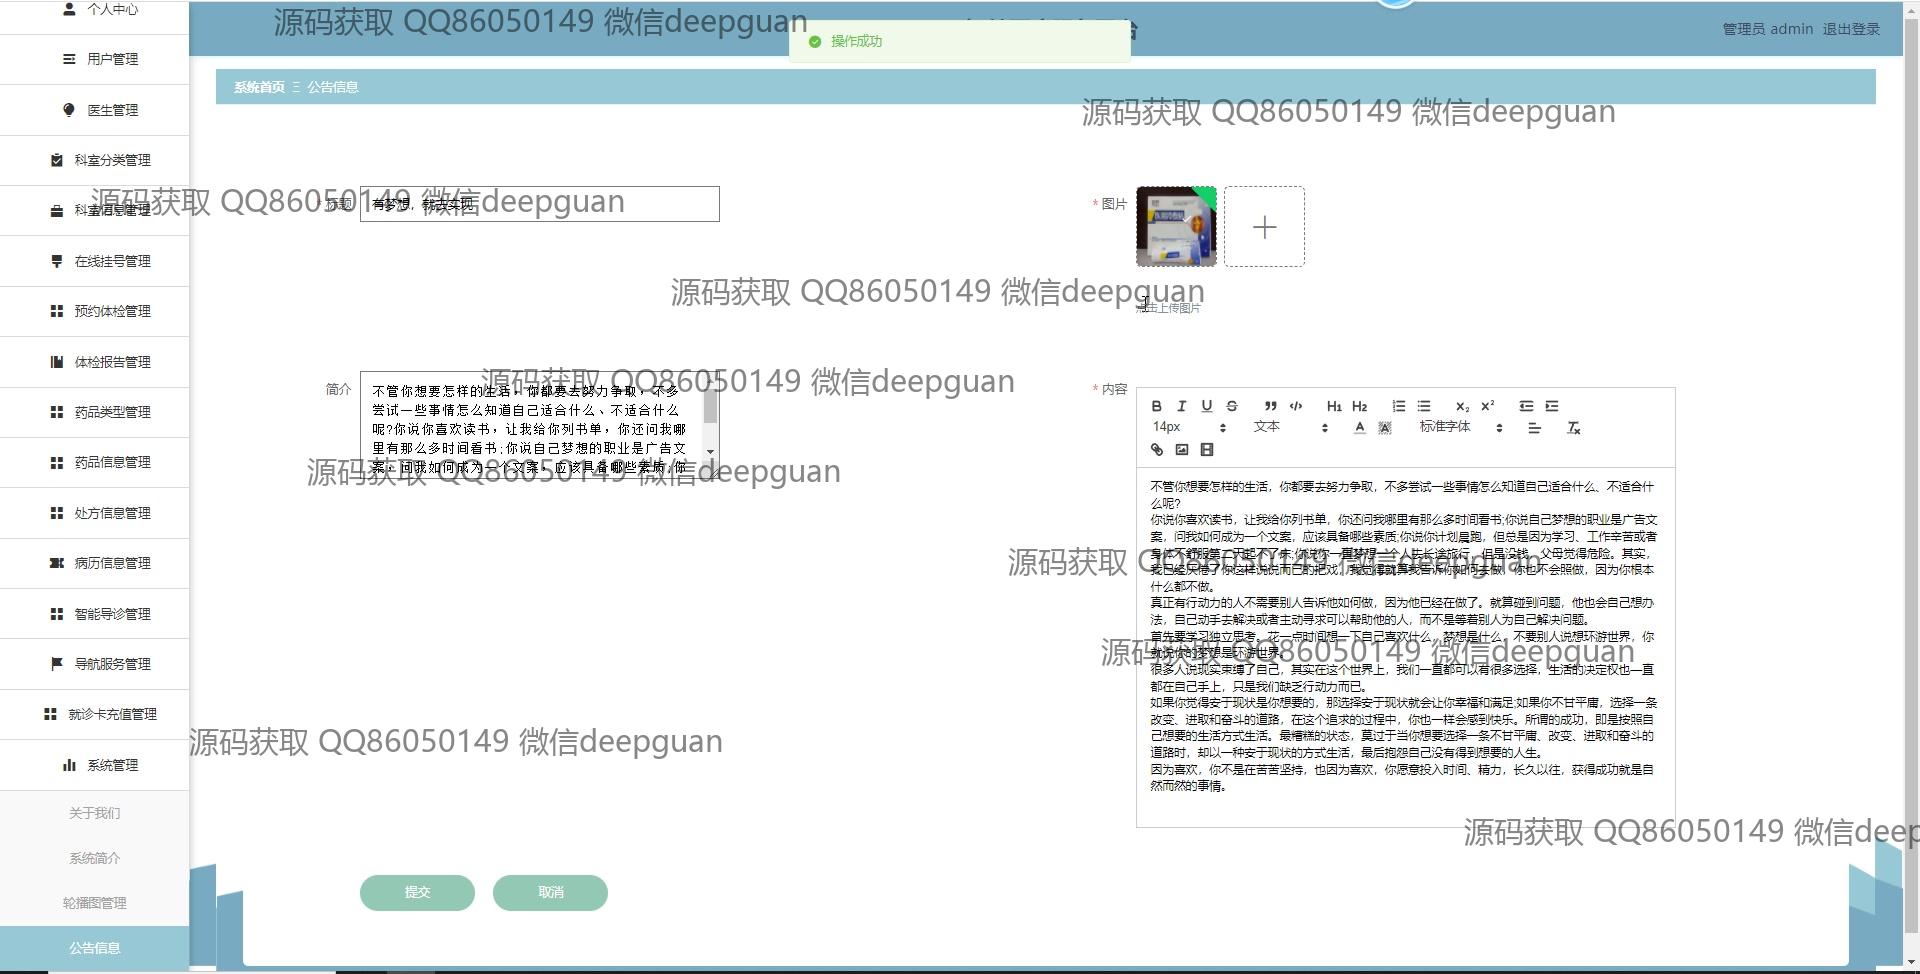 个人中心
用户管理
医生管理
科室分类管理
科室信息管理
在线挂号管理
预约体检管理
体检报告管理
药品类型管理
药品信息管理
处方信息管理
病历信息管理
智能导诊管理
导航服务管理
就诊卡充值管理
系统管理
关于我们
系统简介
轮播图管理
公告信息
源码获取 QQ86050149 微信deepguan
操作成功
管理员 admin 退出登录
系统首页 Ξ 公告信息
源码获取 QQ86050149 微信deepguan
源码获取 QQ86050149 微信deepguan
* 标题
有梦想，就去实现
* 图片
源码获取 QQ86050149 微信deepguan
点击上传图片
简介
源码获取 QQ86050149 微信deepguan
不管你想要怎样的生活，你都要去努力争取，不多
尝试一些事情怎么知道自己适合什么、不适合什么
呢?你说你喜欢读书，让我给你列书单，你还问我哪
里有那么多时间看书;你说自己梦想的职业是广告文
案，问我如何成为一个文案，应该具备哪些素质;你
源码获取 QQ86050149 微信deepguan
* 内容
B I U S ” </> H1 H2 X2 X2
14px 文本 A A 标准字体
不管你想要怎样的生活，你都要去努力争取，不多尝试一些事情怎么知道自己适合什么、不适合什
么呢?
你说你喜欢读书，让我给你列书单，你还问我哪里有那么多时间看书;你说自己梦想的职业是广告文
案，问我如何成为一个文案，应该具备哪些素质;你说你计划晨跑，但总是因为学习、工作辛苦或者
身体不舒服第二天起不了床;你说你一直梦想一个人去长途旅行，但是没钱，父母觉得危险。其实，
我已经厌倦了你这样说说而已的把戏，我觉得就算我告诉你如何去做，你也不会照做，因为你根本
什么都不做。
源码获取 QQ86050149 微信deepguan
真正有行动力的人不需要别人告诉他如何做，因为他已经在做了。就算碰到问题，他也会自己想办
法，自己动手去解决或者主动寻求可以帮助他的人，而不是等着别人为自己解决问题。
首先要学习独立思考。花一点时间想一下自己喜欢什么，梦想是什么，不要别人说想环游世界，你
就说你的梦想是环游世界。
源码获取 QQ86050149 微信deepguan
很多人说现实束缚了自己，其实在这个世界上，我们一直都可以有很多选择，生活的决定权也一直
都在自己手上，只是我们缺乏行动力而已。
如果你觉得安于现状是你想要的，那选择安于现状就会让你幸福和满足;如果你不甘平庸，选择一条
改变、进取和奋斗的道路，在这个追求的过程中，你也一样会感到快乐。所谓的成功，即是按照自
己想要的生活方式生活。最糟糕的状态，莫过于当你想要选择一条不甘平庸、改变、进取和奋斗的
道路时，却以一种安于现状的方式生活，最后抱怨自己没有得到想要的人生。
因为喜欢，你不是在苦苦坚持，也因为喜欢，你愿意投入时间、精力，长久以往，获得成功就是自
然而然的事情。
源码获取 QQ86050149 微信deepguan
源码获取 QQ86050149 微信deep
提交 取消